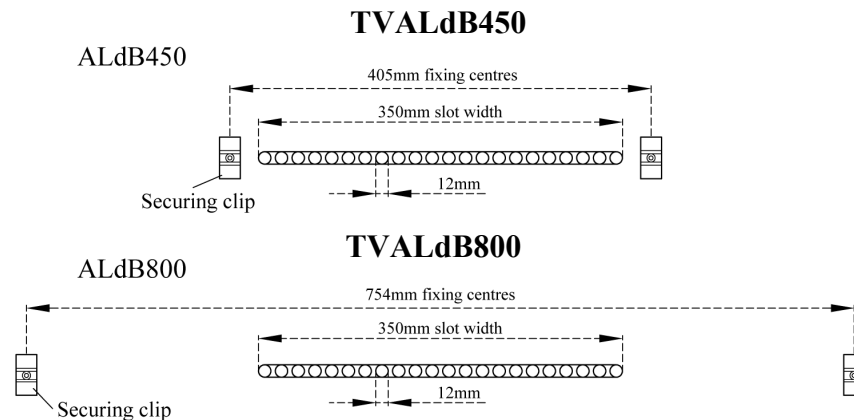 TVALdB450
ALdB450
405mm fixing centres
350mm slot width
12mm
Securing clip
TVALdB800
ALdB800
754mm fixing centres
350mm slot width
12mm
Securing clip